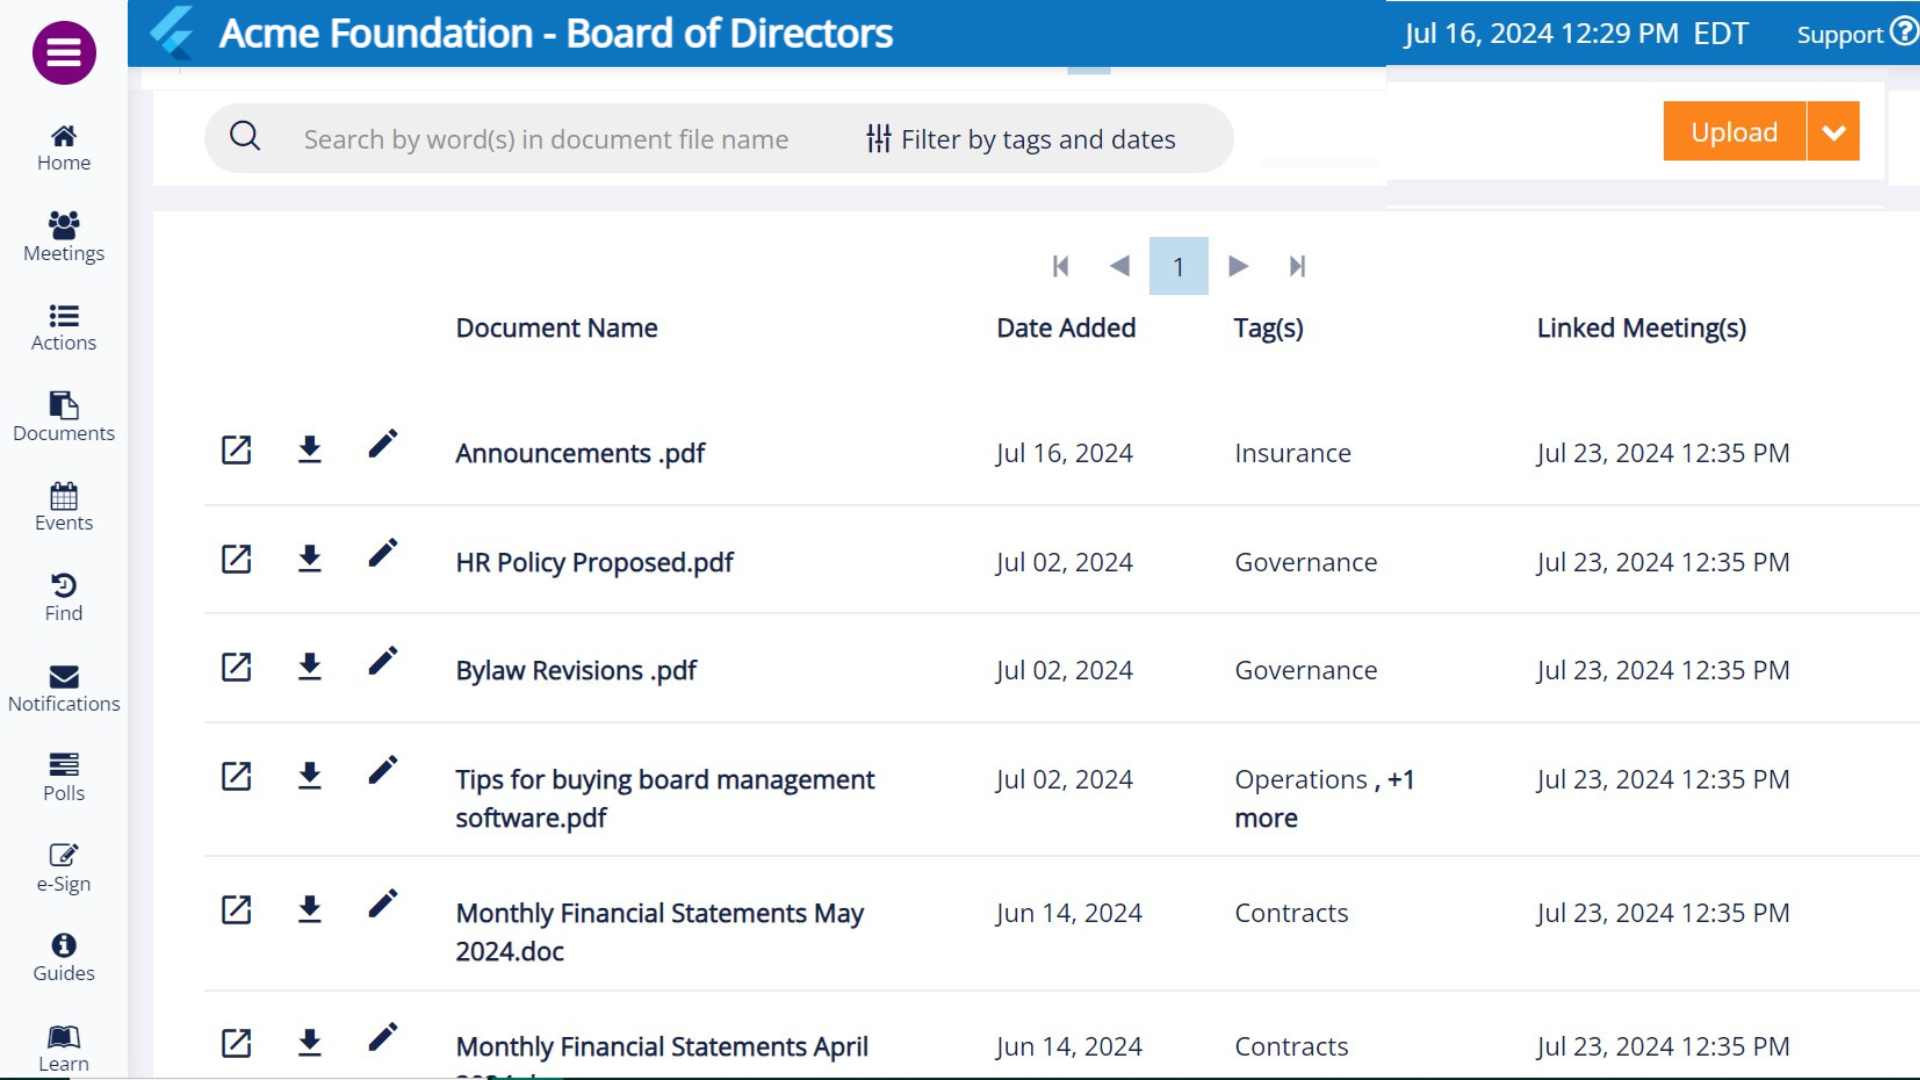 Acme Foundation - Board of Directors
Jul 16, 2024 12:29 PM EDT
Support
Search by word(s) in document file name
Filter by tags and dates
Upload
Home
Meetings
Actions
Documents
Events
Find
Notifications
Polls
e-Sign
Guides
Learn
1
Document Name Date Added Tag(s) Linked Meeting(s)
Announcements .pdf Jul 16, 2024 Insurance Jul 23, 2024 12:35 PM
HR Policy Proposed.pdf Jul 02, 2024 Governance Jul 23, 2024 12:35 PM
Bylaw Revisions .pdf Jul 02, 2024 Governance Jul 23, 2024 12:35 PM
Tips for buying board management Jul 02, 2024 Operations , +1 Jul 23, 2024 12:35 PM
software.pdf more
Monthly Financial Statements May Jun 14, 2024 Contracts Jul 23, 2024 12:35 PM
2024.doc
Monthly Financial Statements April Jun 14, 2024 Contracts Jul 23, 2024 12:35 PM